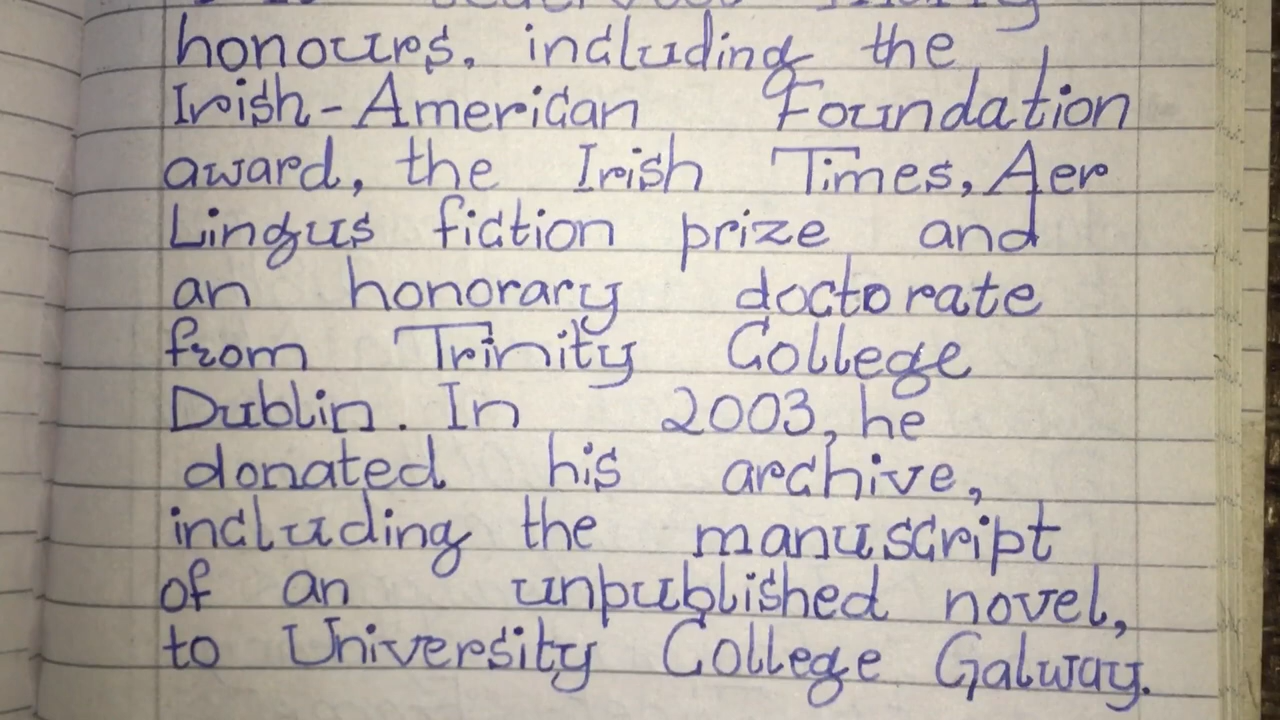 honours, including the
Irish-American Foundation
award, the Irish Times, Aer
Lingus fiction prize and
an honorary doctorate
from Trinity College
Dublin. In 2003, he
donated his archive,
including the manuscript
of an unpublished novel,
to University College Galway.